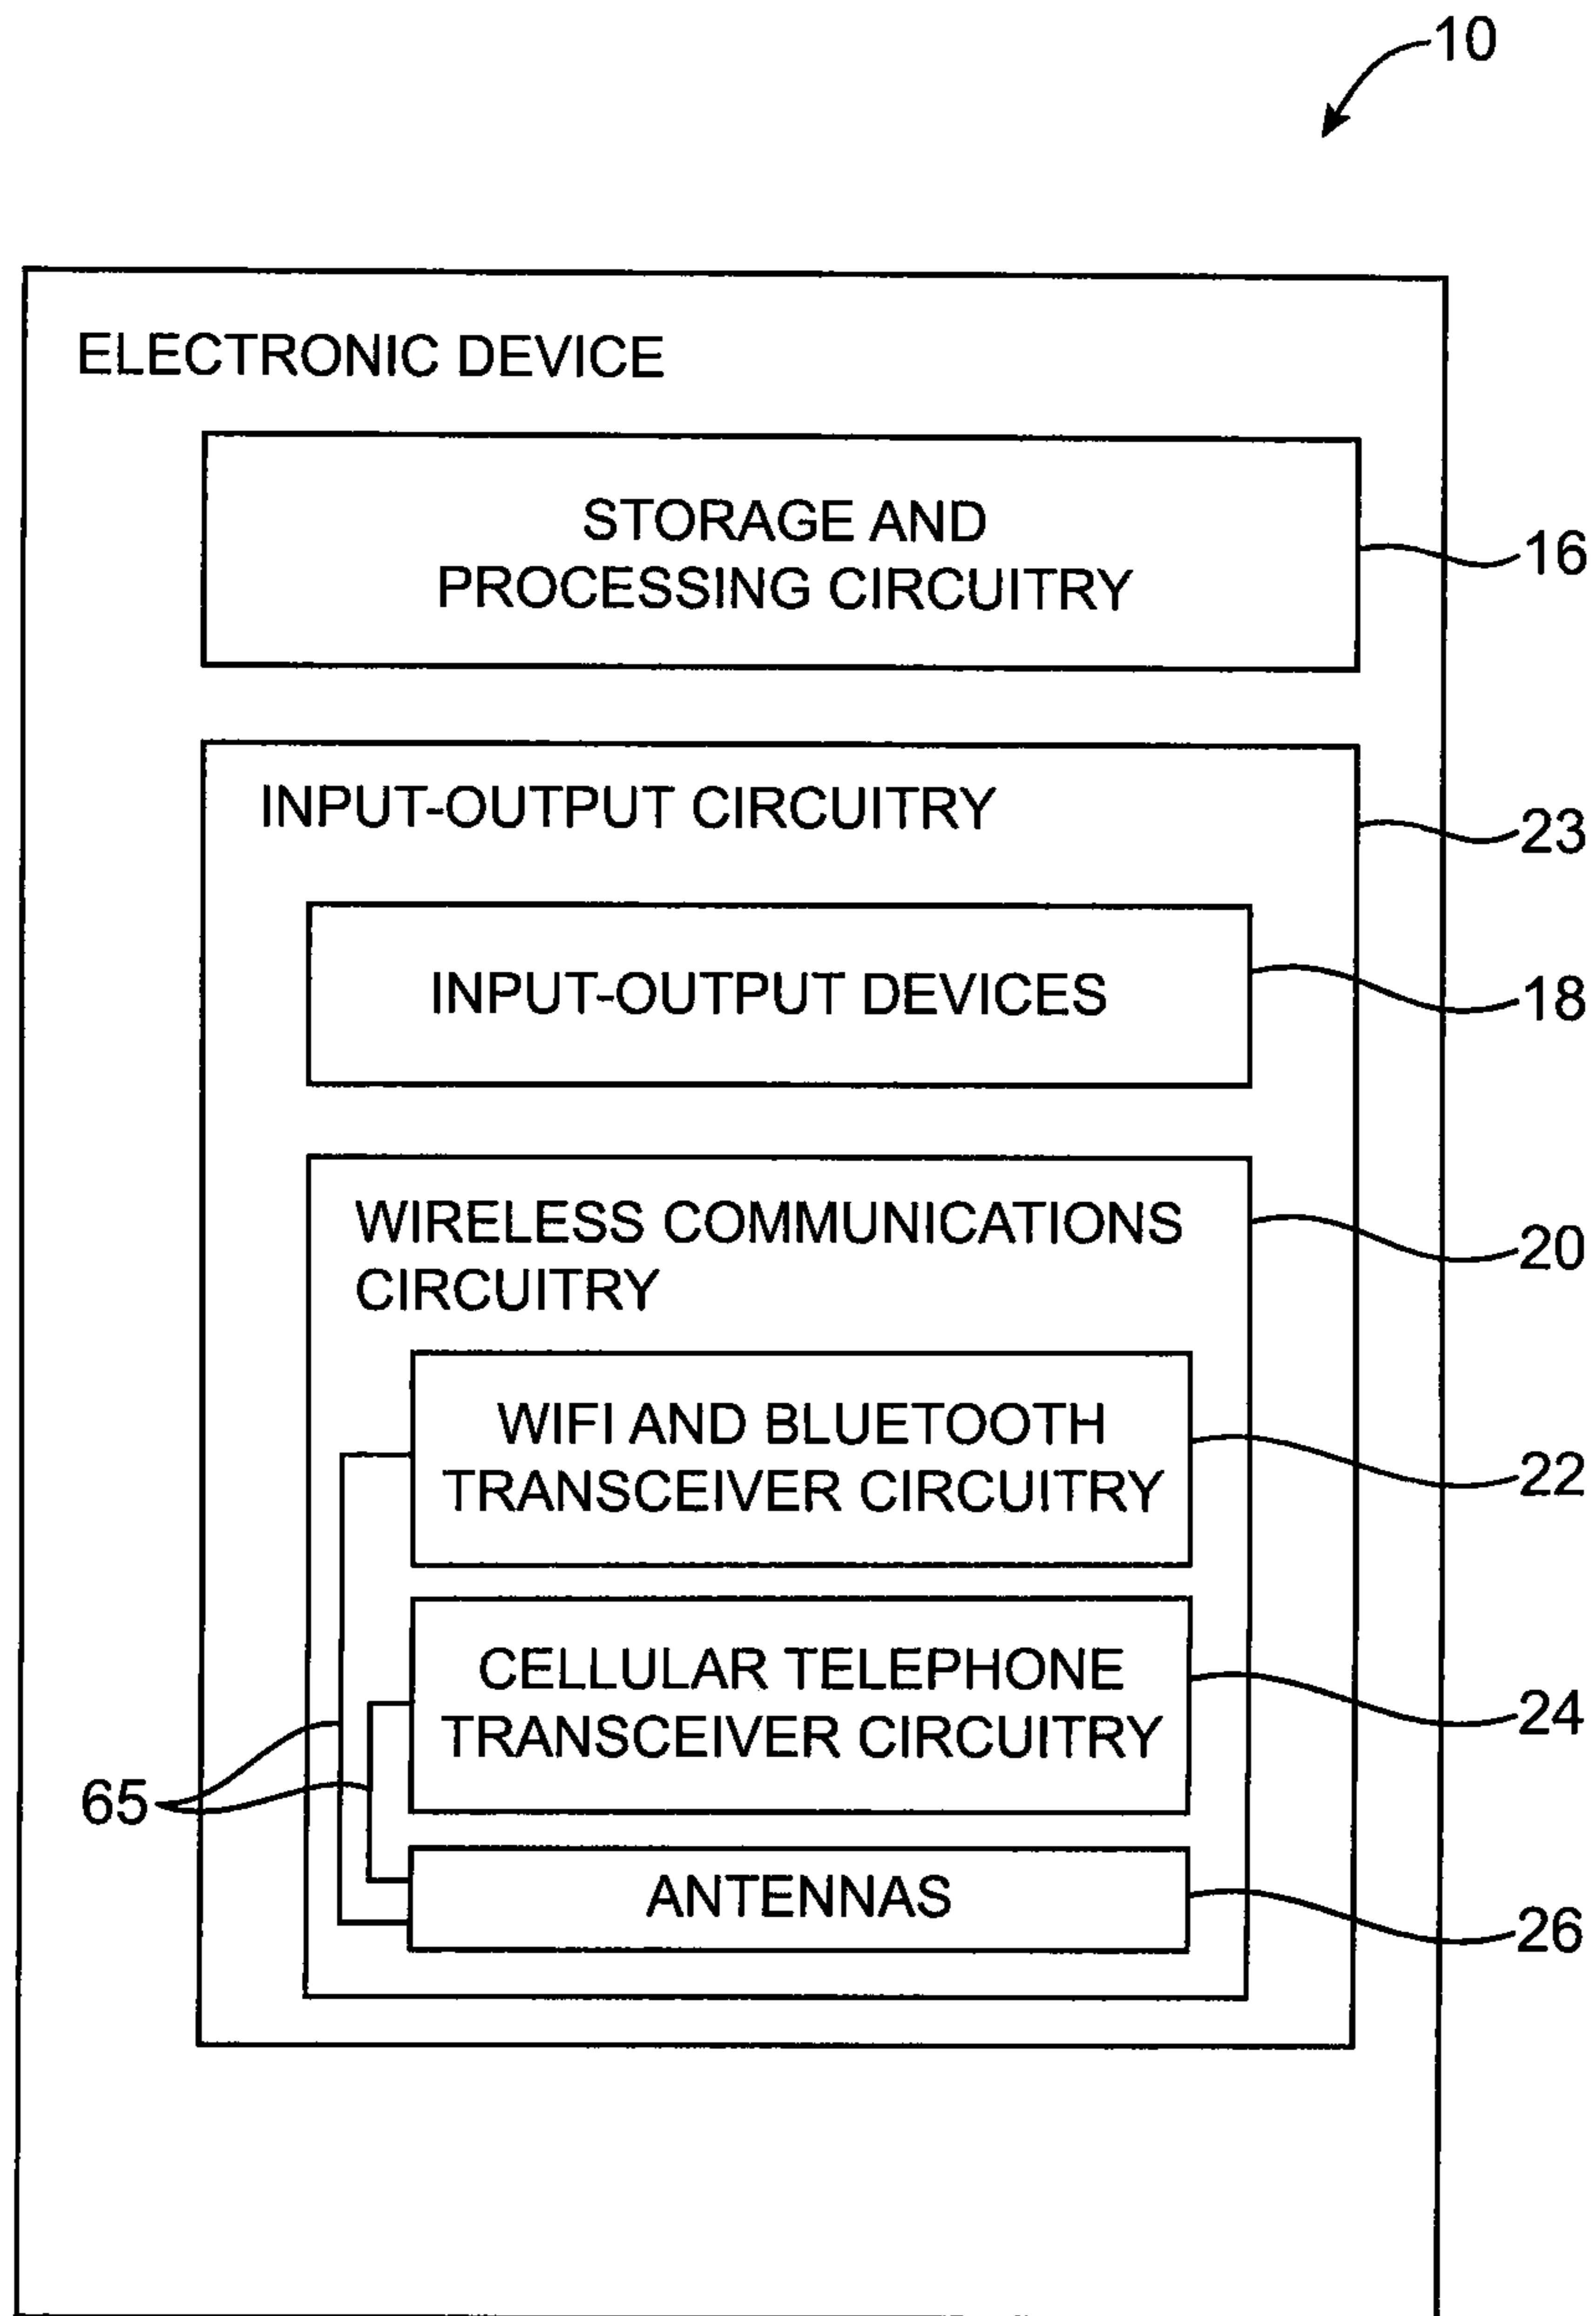 10
ELECTRONIC DEVICE
STORAGE AND
PROCESSING CIRCUITRY
16
INPUT-OUTPUT CIRCUITRY
23
INPUT-OUTPUT DEVICES
18
WIRELESS COMMUNICATIONS
CIRCUITRY
20
WIFI AND BLUETOOTH
TRANSCEIVER CIRCUITRY
22
CELLULAR TELEPHONE
TRANSCEIVER CIRCUITRY
24
65
ANTENNAS
26